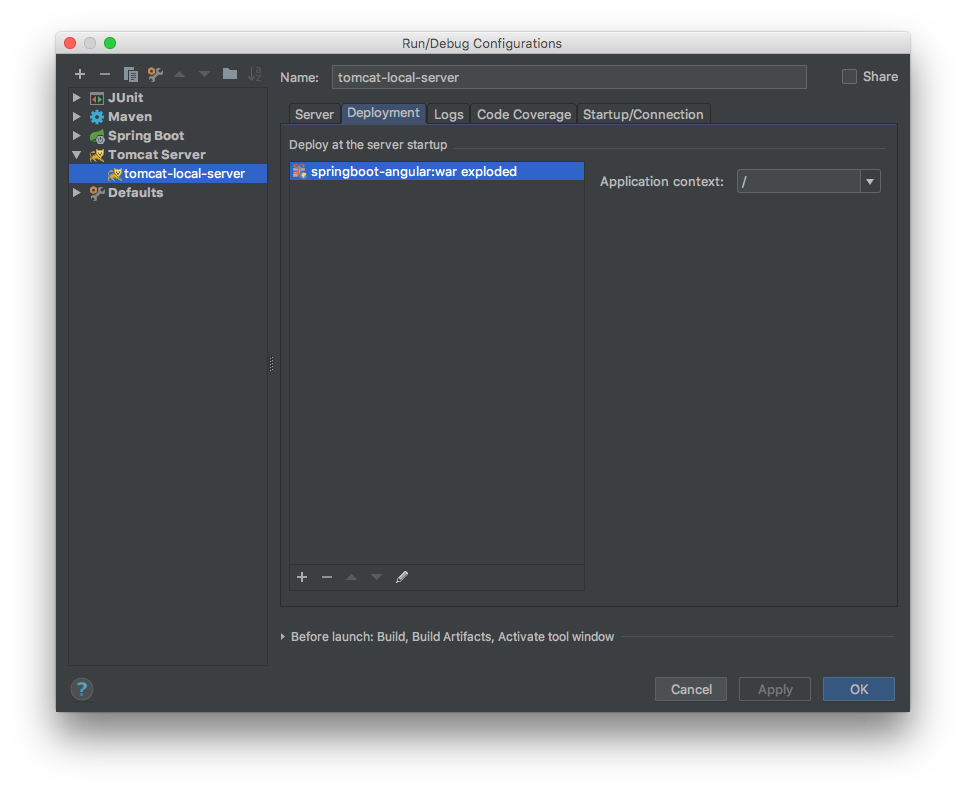 Run/Debug Configurations
Name: tomcat-local-server Share
JUnit
Maven
Spring Boot
Tomcat Server
tomcat-local-server
Defaults
Server Deployment Logs Code Coverage Startup/Connection
Deploy at the server startup
springboot-angular:war exploded
Application context: /
Before launch: Build, Build Artifacts, Activate tool window
? Cancel Apply OK